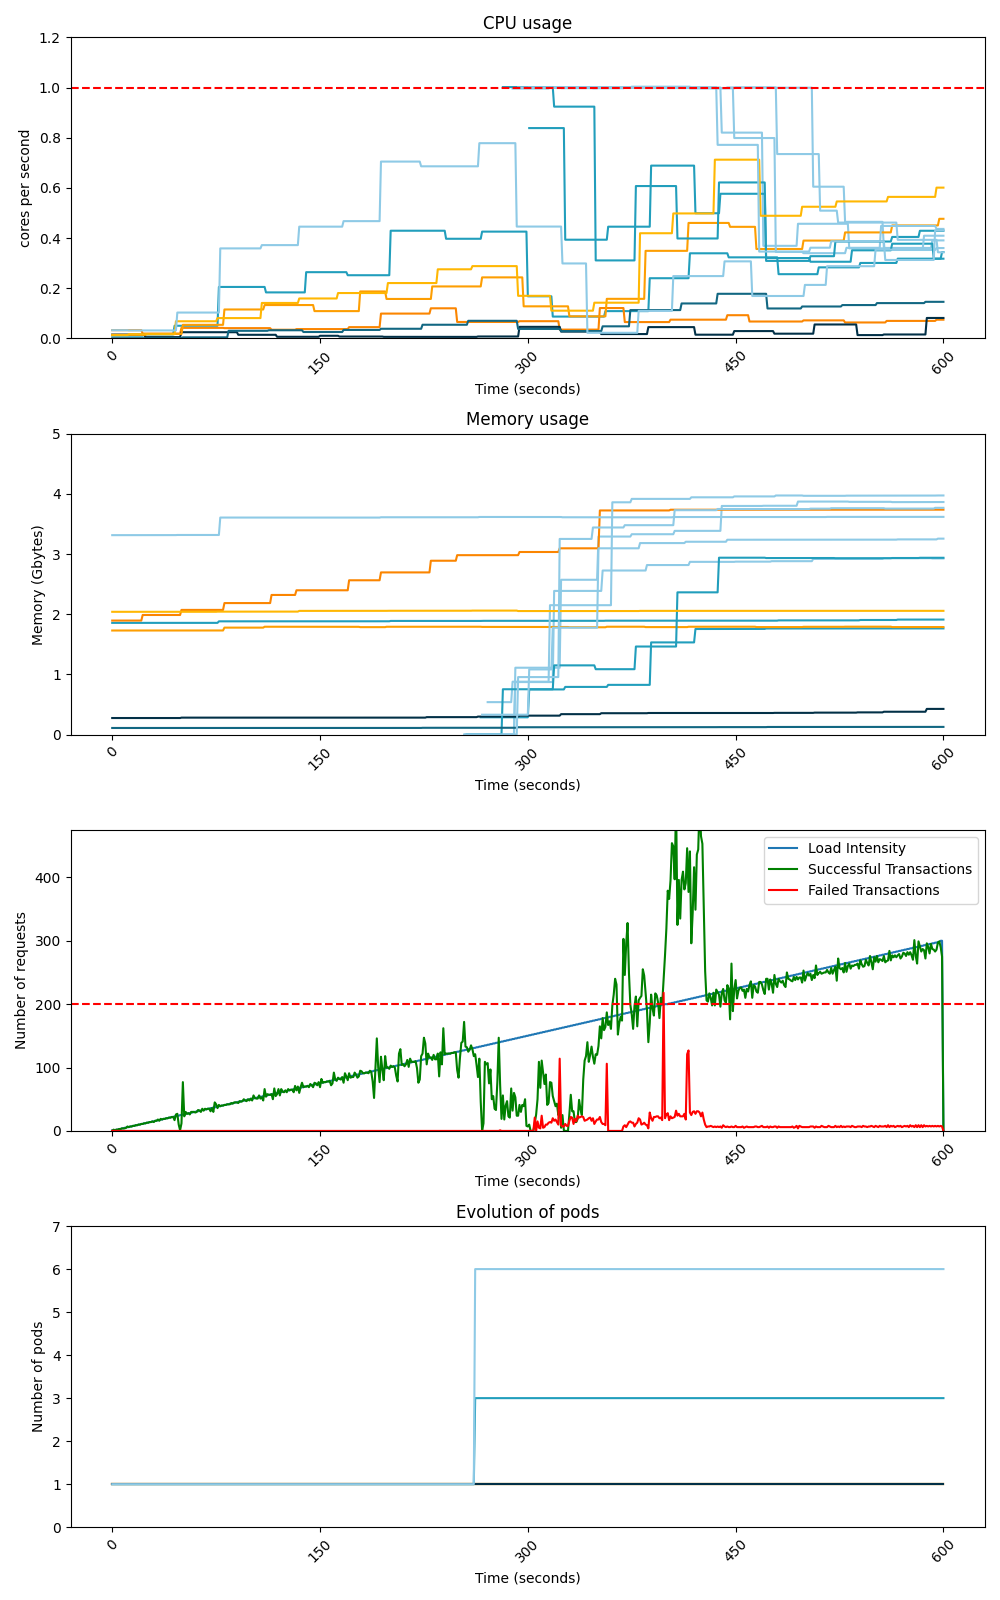 CPU usage
1.2
1.0
0.8
0.6
0.4
0.2
0.0
cores per second
0 150 300 450 600
Time (seconds)
Memory usage
5
4
3
2
1
0
Memory (Gbytes)
0 150 300 450 600
Time (seconds)
Load Intensity
Successful Transactions
Failed Transactions
400
300
200
100
0
Number of requests
0 150 300 450 600
Time (seconds)
Evolution of pods
7
6
5
4
3
2
1
0
Number of pods
0 150 300 450 600
Time (seconds)